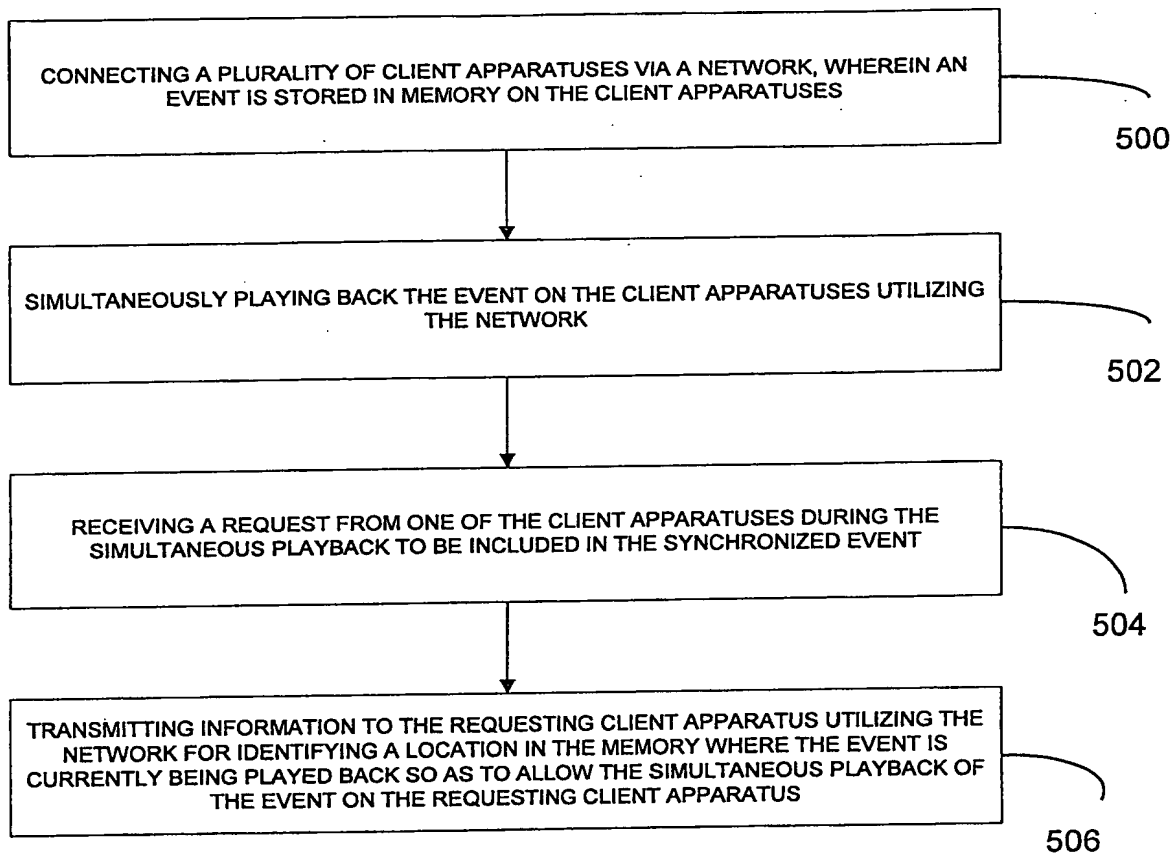 CONNECTING A PLURALITY OF CLIENT APPARATUSES VIA A NETWORK, WHEREIN AN
EVENT IS STORED IN MEMORY ON THE CLIENT APPARATUSES
500
SIMULTANEOUSLY PLAYING BACK THE EVENT ON THE CLIENT APPARATUSES UTILIZING
THE NETWORK
502
RECEIVING A REQUEST FROM ONE OF THE CLIENT APPARATUSES DURING THE
SIMULTANEOUS PLAYBACK TO BE INCLUDED IN THE SYNCHRONIZED EVENT
504
TRANSMITTING INFORMATION TO THE REQUESTING CLIENT APPARATUS UTILIZING THE
NETWORK FOR IDENTIFYING A LOCATION IN THE MEMORY WHERE THE EVENT IS
CURRENTLY BEING PLAYED BACK SO AS TO ALLOW THE SIMULTANEOUS PLAYBACK OF
THE EVENT ON THE REQUESTING CLIENT APPARATUS
506